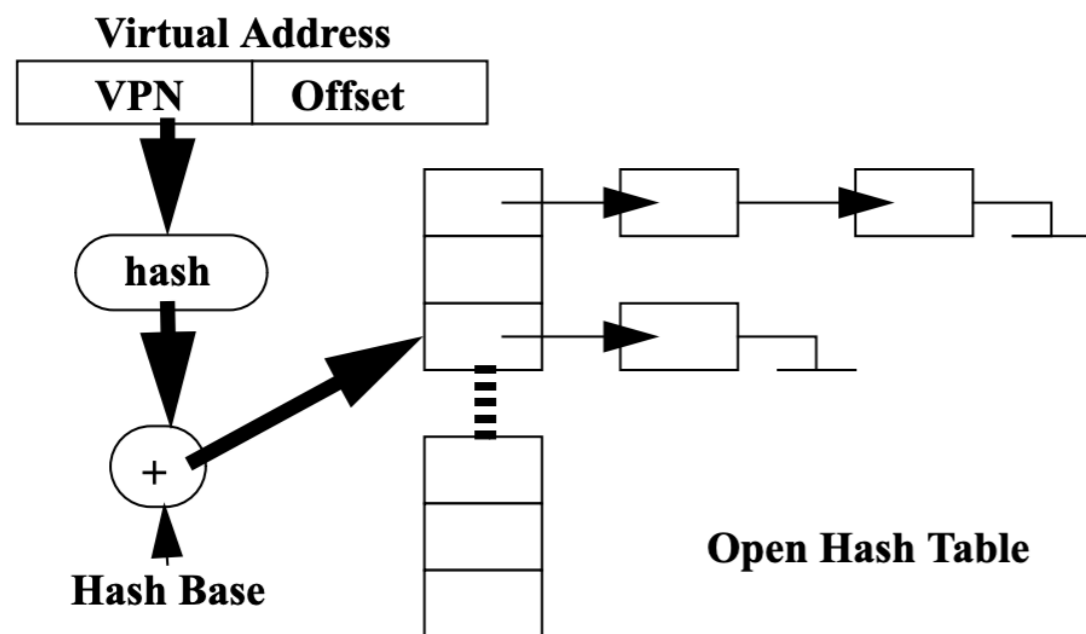 Virtual Address
VPN Offset
hash
+
Hash Base
Open Hash Table